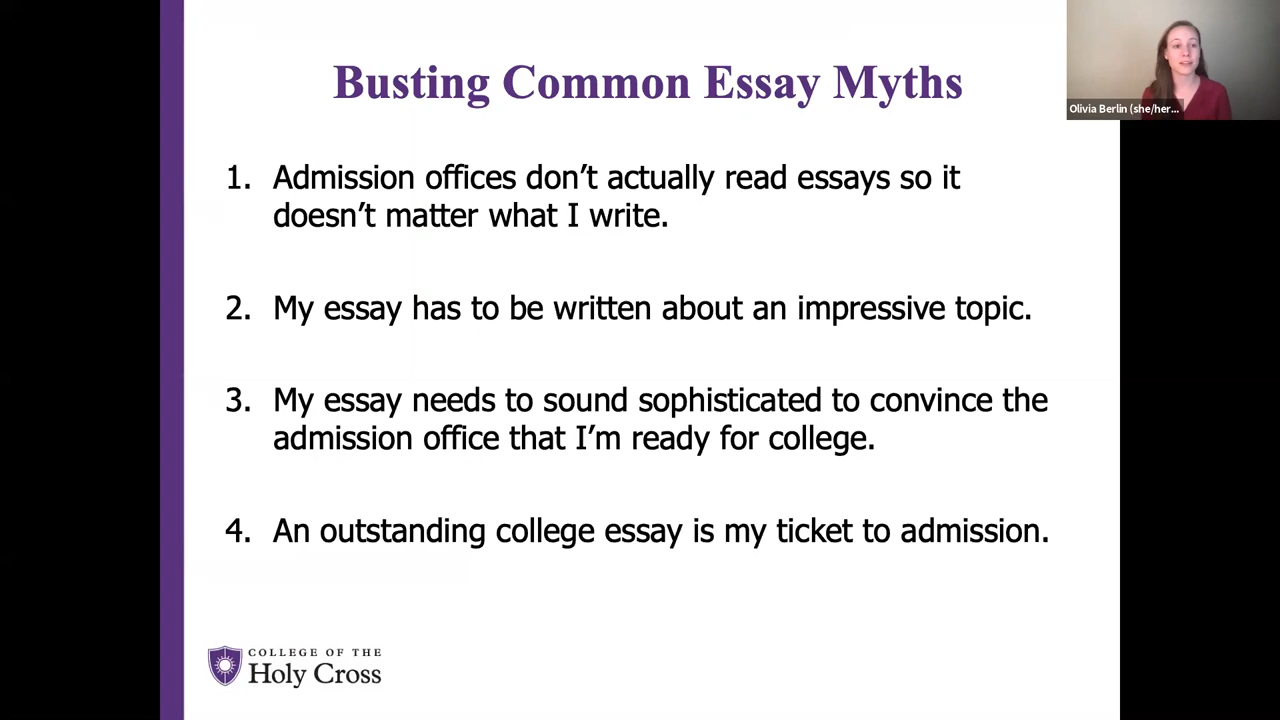 Busting Common Essay Myths
Olivia Berlin (she/her...
1. Admission offices don’t actually read essays so it
doesn’t matter what I write.
2. My essay has to be written about an impressive topic.
3. My essay needs to sound sophisticated to convince the
admission office that I’m ready for college.
4. An outstanding college essay is my ticket to admission.
COLLEGE OF THE
Holy Cross